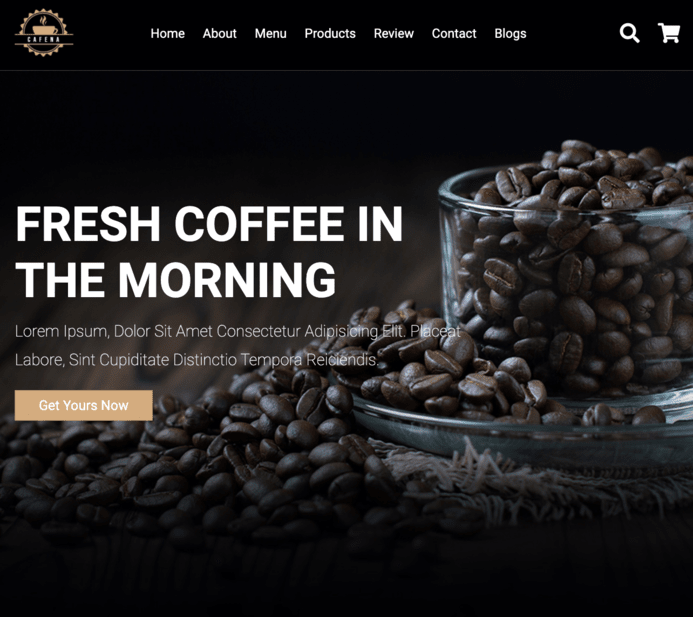 CAFENA
Home About Menu Products Review Contact Blogs
FRESH COFFEE IN
THE MORNING
Lorem Ipsum, Dolor Sit Amet Consectetur Adipisicing Elit. Placeat
Labore, Sint Cupiditate Distinctio Tempora Reiciendis.
Get Yours Now